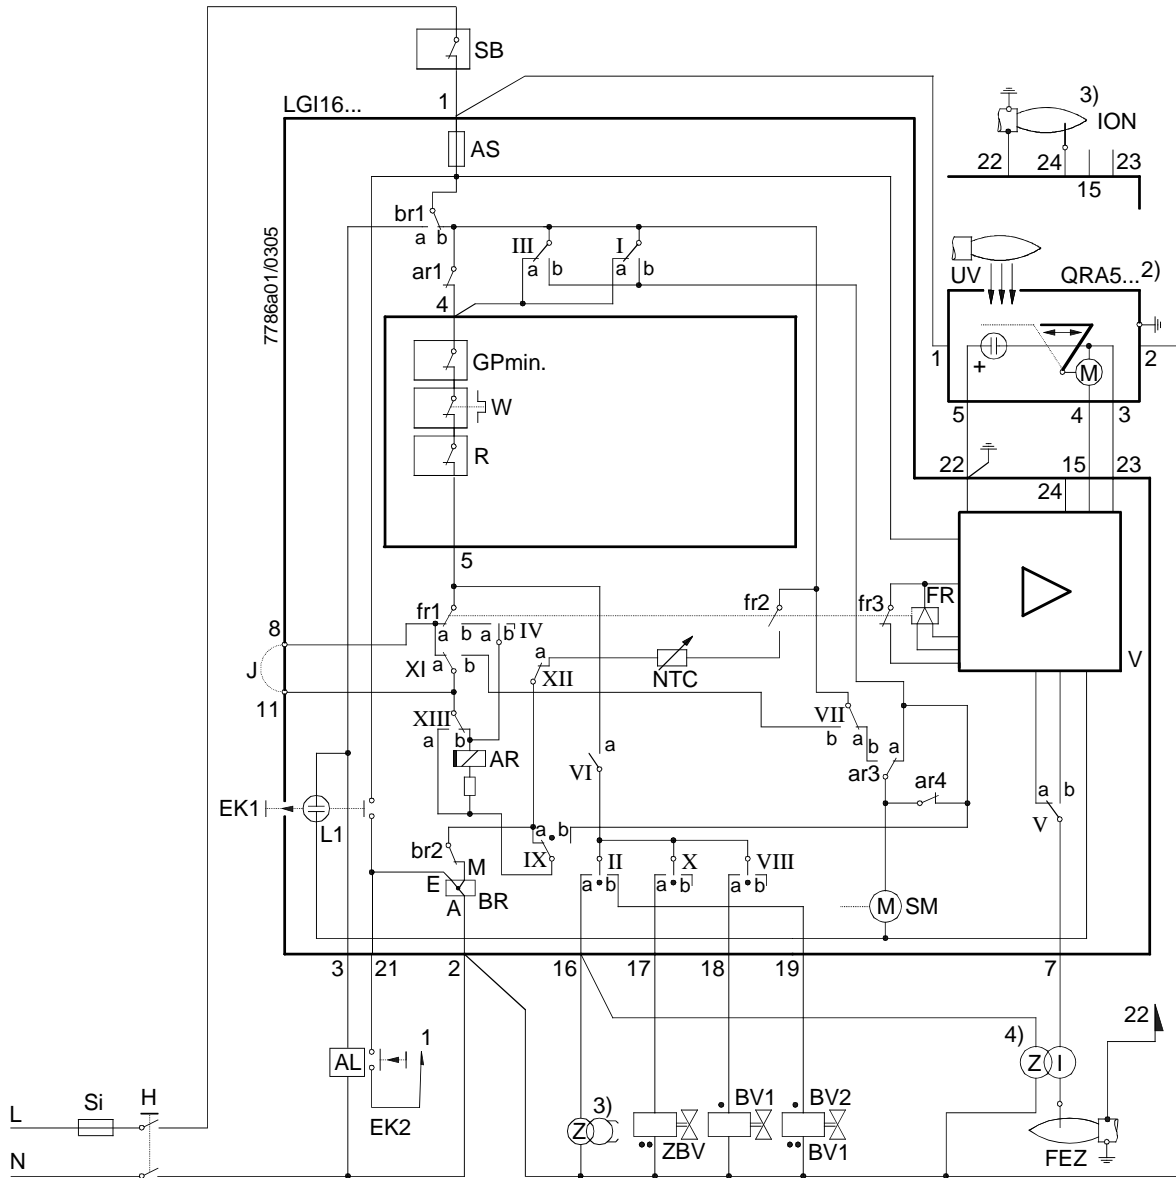 SB
LGI16...
1
3)
ION
AS
22
24
23
15
br1
a b
III
a b
I
a b
ar1
4
7786a01/0305
UV
QRA5...
2)
1
2
GPmin.
+
M
W
5
4
3
R
22
15
23
24
5
FR
fr1
fr2
fr3
8
a b
a b
IV
XI
a b
a
XII
NTC
V
J
11
XIII
a b
VII
b a
b a
AR
VI
a
ar3
ar4
EK1
L1
a b
V
a b
IX
br2
M
II
X
VIII
E
BR
A
a b
a b
a b
M
SM
3
21
2
16
17
18
19
7
1
22
4)
AL
Z
I
Si
H
L
EK2
3)
Z
BV1
BV2
ZBV
BV1
FEZ
N